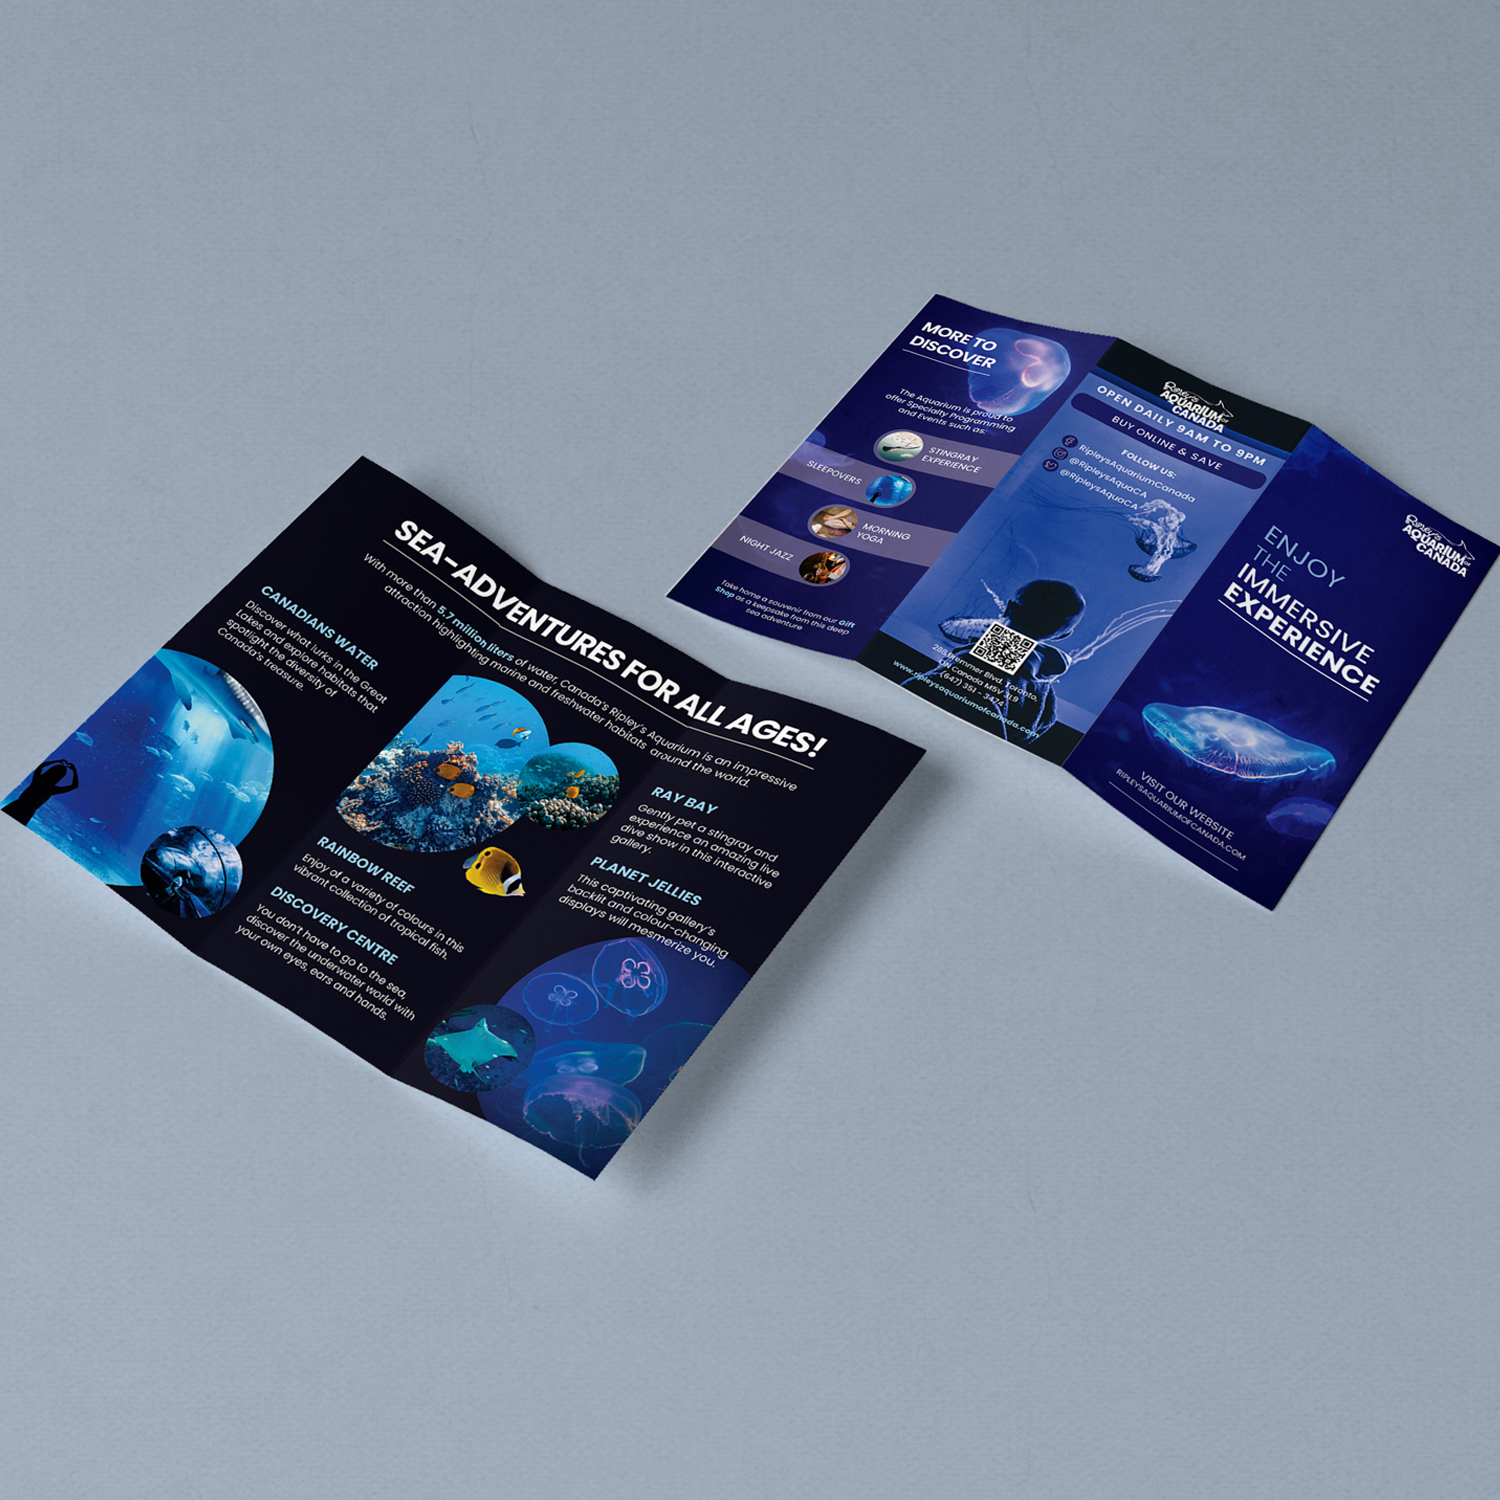 SEA-ADVENTURES FOR ALL AGES!
With more than 5.7 million liters of water, Canada's Ripley's Aquarium is an impressive
attraction highlighting marine and freshwater habitats around the world.
CANADIANS WATER
Discover what lurks in the Great
Lakes and explore habitats that
spotlight the diversity of
Canada's treasure.
RAINBOW REEF
Enjoy of a variety of colours in this
vibrant collection of tropical fish.
DISCOVERY CENTRE
You don't have to go to the sea,
discover the underwater world with
your own eyes, ears and hands.
RAY BAY
Gently pet a stingray and
experience an amazing live
dive show in this interactive
gallery.
PLANET JELLIES
This captivating gallery's
backlit and colour-changing
displays will mesmerize you.
MORE TO
DISCOVER
The Aquarium is proud to
offer Specialty Programming
and Events such as:
STINGRAY
EXPERIENCE
SLEEPOVERS
MORNING
YOGA
NIGHT JAZZ
Take home a souvenir from our Gift
Shop as a keepsake from this deep
sea adventure
Ripley's
AQUARIUM OF
CANADA
OPEN DAILY 9AM TO 9PM
BUY ONLINE & SAVE
FOLLOW US:
RipleysAquariumCanada
@RipleysAquaCA
@RipleysAquaCA
288 Bremmer Blvd, Toronto,
ON, Canada M5V 3L9
(647) 351 - 3474
www.ripleysaquariumofcanada.com
Ripley's
AQUARIUM OF
CANADA
ENJOY
THE
IMMERSIVE
EXPERIENCE
VISIT OUR WEBSITE
RIPLEYSAQUARIUMOFCANADA.COM